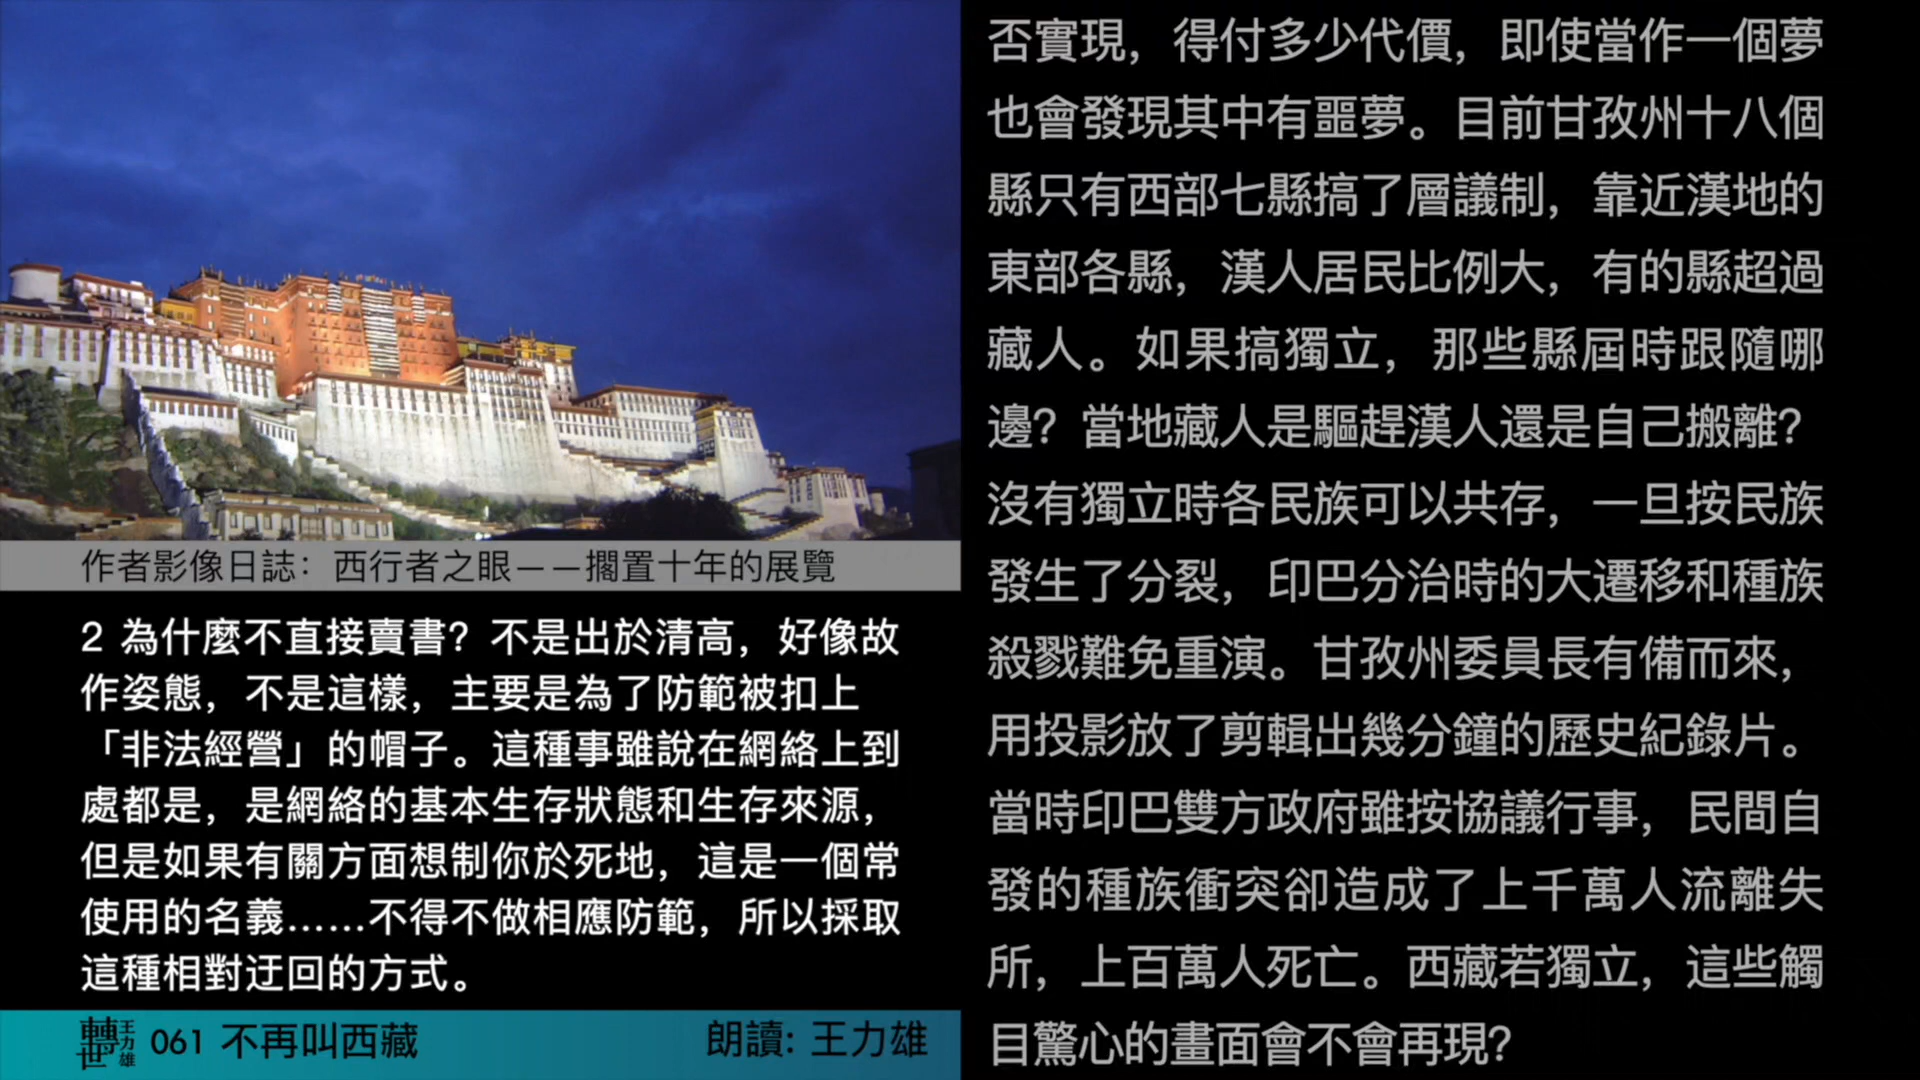 作者影像日誌：西行者之眼——擱置十年的展覽
2 為什麼不直接賣書？不是出於清高，好像故
作姿態，不是這樣，主要是為了防範被扣上
「非法經營」的帽子。這種事雖說在網絡上到
處都是，是網絡的基本生存狀態和生存來源，
但是如果有關方面想制你於死地，這是一個常
使用的名義……不得不做相應防範，所以採取
這種相對迂回的方式。
轉世 王力雄 061 不再叫西藏 朗讀: 王力雄
否實現，得付多少代價，即使當作一個夢
也會發現其中有噩夢。目前甘孜州十八個
縣只有西部七縣搞了層議制，靠近漢地的
東部各縣，漢人居民比例大，有的縣超過
藏人。如果搞獨立，那些縣屆時跟隨哪
邊？當地藏人是驅趕漢人還是自己搬離？
沒有獨立時各民族可以共存，一旦按民族
發生了分裂，印巴分治時的大遷移和種族
殺戮難免重演。甘孜州委員長有備而來，
用投影放了剪輯出幾分鐘的歷史紀錄片。
當時印巴雙方政府雖按協議行事，民間自
發的種族衝突卻造成了上千萬人流離失
所，上百萬人死亡。西藏若獨立，這些觸
目驚心的畫面會不會再現？